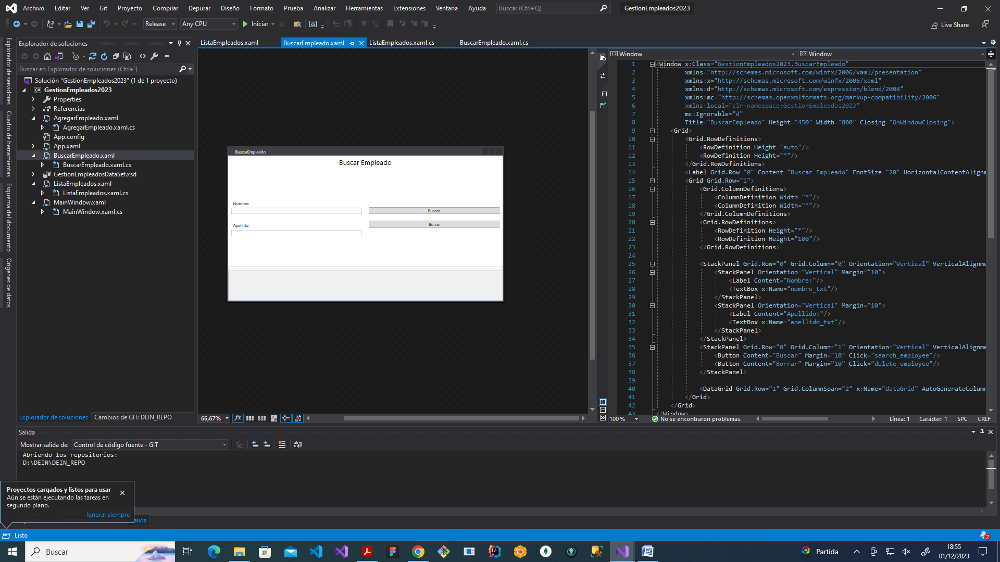 Archivo Editar Ver Git Proyecto Compilar Depurar Diseño Formato Prueba Analizar Herramientas Extensiones Ventana Ayuda Buscar (Ctrl+Q) GestionEmpleados2023
Release Any CPU Iniciar Live Share
Explorador de servidores
Cuadro de herramientas
Esquema del documento
Orígenes de datos
Explorador de soluciones
Buscar en Explorador de soluciones (Ctrl+´)
Solución "GestionEmpleados2023" (1 de 1 proyecto)
GestionEmpleados2023
Properties
Referencias
AgregarEmpleado.xaml
AgregarEmpleado.xaml.cs
App.config
App.xaml
BuscarEmpleado.xaml
BuscarEmpleado.xaml.cs
GestionEmpleadosDataSet.xsd
ListaEmpleados.xaml
ListaEmpleados.xaml.cs
MainWindow.xaml
MainWindow.xaml.cs
Explorador de soluciones Cambios de GIT: DEIN_REPO
ListaEmpleados.xaml BuscarEmpleado.xaml ListaEmpleados.xaml.cs BuscarEmpleado.xaml.cs
BuscarEmpleado
Buscar Empleado
Nombre:
Buscar
Borrar
Apellido:
66,67%
Window Window
1 <Window x:Class="GestionEmpleados2023.BuscarEmpleado"
2 xmlns="http://schemas.microsoft.com/winfx/2006/xaml/presentation"
3 xmlns:x="http://schemas.microsoft.com/winfx/2006/xaml"
4 xmlns:d="http://schemas.microsoft.com/expression/blend/2008"
5 xmlns:mc="http://schemas.openxmlformats.org/markup-compatibility/2006"
6 xmlns:local="clr-namespace:GestionEmpleados2023"
7 mc:Ignorable="d"
8 Title="BuscarEmpleado" Height="450" Width="800" Closing="OnWindowClosing">
9 <Grid>
10 <Grid.RowDefinitions>
11 <RowDefinition Height="auto"/>
12 <RowDefinition Height="*"/>
13 </Grid.RowDefinitions>
14 <Label Grid.Row="0" Content="Buscar Empleado" FontSize="20" HorizontalContentAlignm
15 <Grid Grid.Row="1">
16 <Grid.ColumnDefinitions>
17 <ColumnDefinition Width="*"/>
18 <ColumnDefinition Width="*"/>
19 </Grid.ColumnDefinitions>
20 <Grid.RowDefinitions>
21 <RowDefinition Height="*"/>
22 <RowDefinition Height="100"/>
23 </Grid.RowDefinitions>
24
25 <StackPanel Grid.Row="0" Grid.Column="0" Orientation="Vertical" VerticalAlignme
26 <StackPanel Orientation="Vertical" Margin="10">
27 <Label Content="Nombre:"/>
28 <TextBox x:Name="nombre_txt"/>
29 </StackPanel>
30 <StackPanel Orientation="Vertical" Margin="10">
31 <Label Content="Apellido:"/>
32 <TextBox x:Name="apellido_txt"/>
33 </StackPanel>
34 </StackPanel>
35 <StackPanel Grid.Row="0" Grid.Column="1" Orientation="Vertical" VerticalAlignme
36 <Button Content="Buscar" Margin="10" Click="search_employee"/>
37 <Button Content="Borrar" Margin="10" Click="delete_employee"/>
38 </StackPanel>
39
40 <DataGrid Grid.Row="1" Grid.ColumnSpan="2" x:Name="dataGrid" AutoGenerateColumn
41 </Grid>
42 </Grid>
43 </Window>
100 % No se encontraron problemas. Línea: 1 Carácter: 1 SPC CRLF
Salida
Mostrar salida de: Control de código fuente - GIT
Abriendo los repositorios:
D:\DEIN\DEIN_REPO
Proyectos cargados y listos para usar
Aún se están ejecutando las tareas en
segundo plano.
Ignorar siempre
alida
Listo
2
Buscar
Partida
18:55
01/12/2023